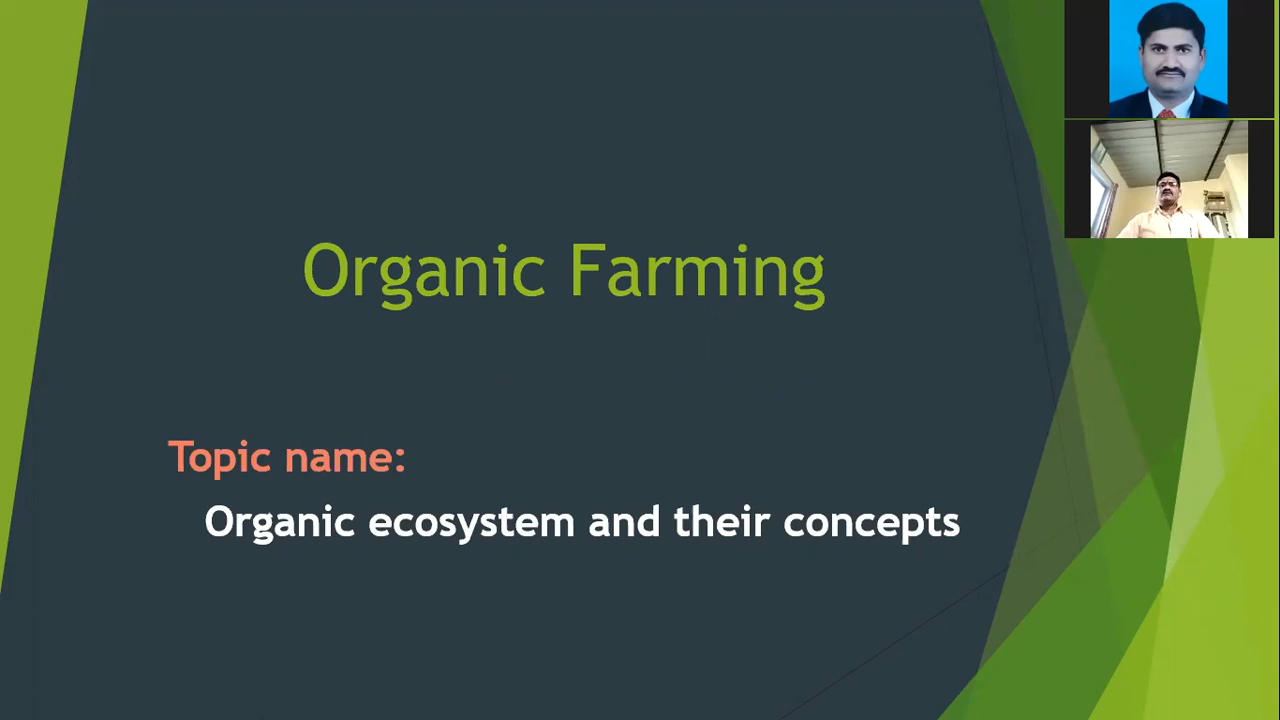 Organic Farming
Topic name:
Organic ecosystem and their concepts